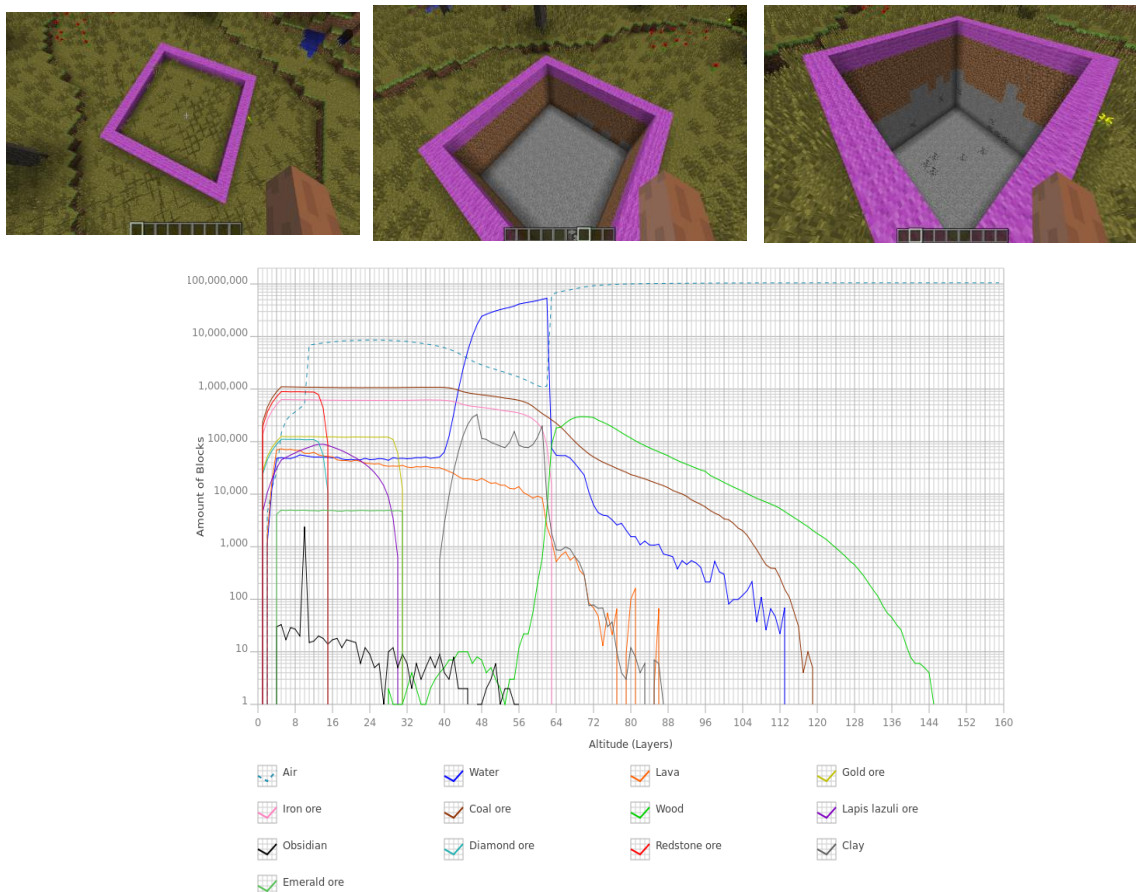 100,000,000
10,000,000
1,000,000
100,000
10,000
1,000
100
10
1
Amount of Blocks
0 8 16 24 32 40 48 56 64 72 80 88 96 104 112 120 128 136 144 152 160
Altitude (Layers)
Air Water Lava Gold ore
Iron ore Coal ore Wood Lapis lazuli ore
Obsidian Diamond ore Redstone ore Clay
Emerald ore